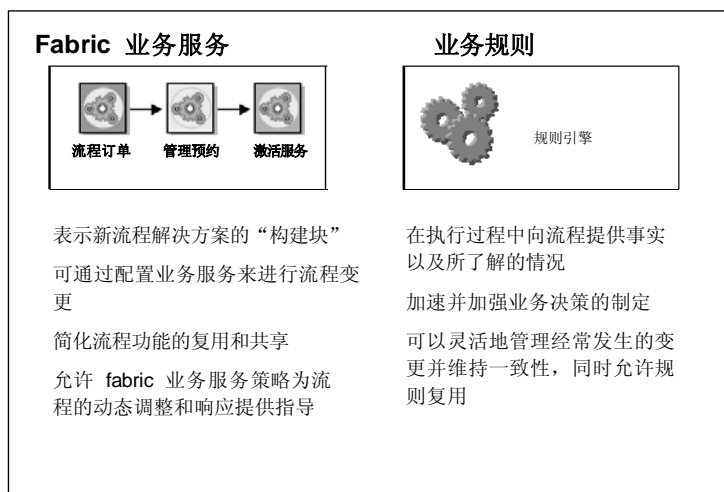 Fabric 业务服务
流程订单 管理预约 激活服务
表示新流程解决方案的“构建块”
可通过配置业务服务来进行流程变
更
简化流程功能的复用和共享
允许 fabric 业务服务策略为流
程的动态调整和响应提供指导
业务规则
规则引擎
在执行过程中向流程提供事实
以及所了解的情况
加速并加强业务决策的制定
可以灵活地管理经常发生的变
更并维持一致性，同时允许规
则复用